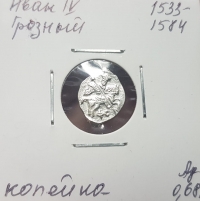 Иван IV 1533-
Грозный 1584
копейка Ag
0,68